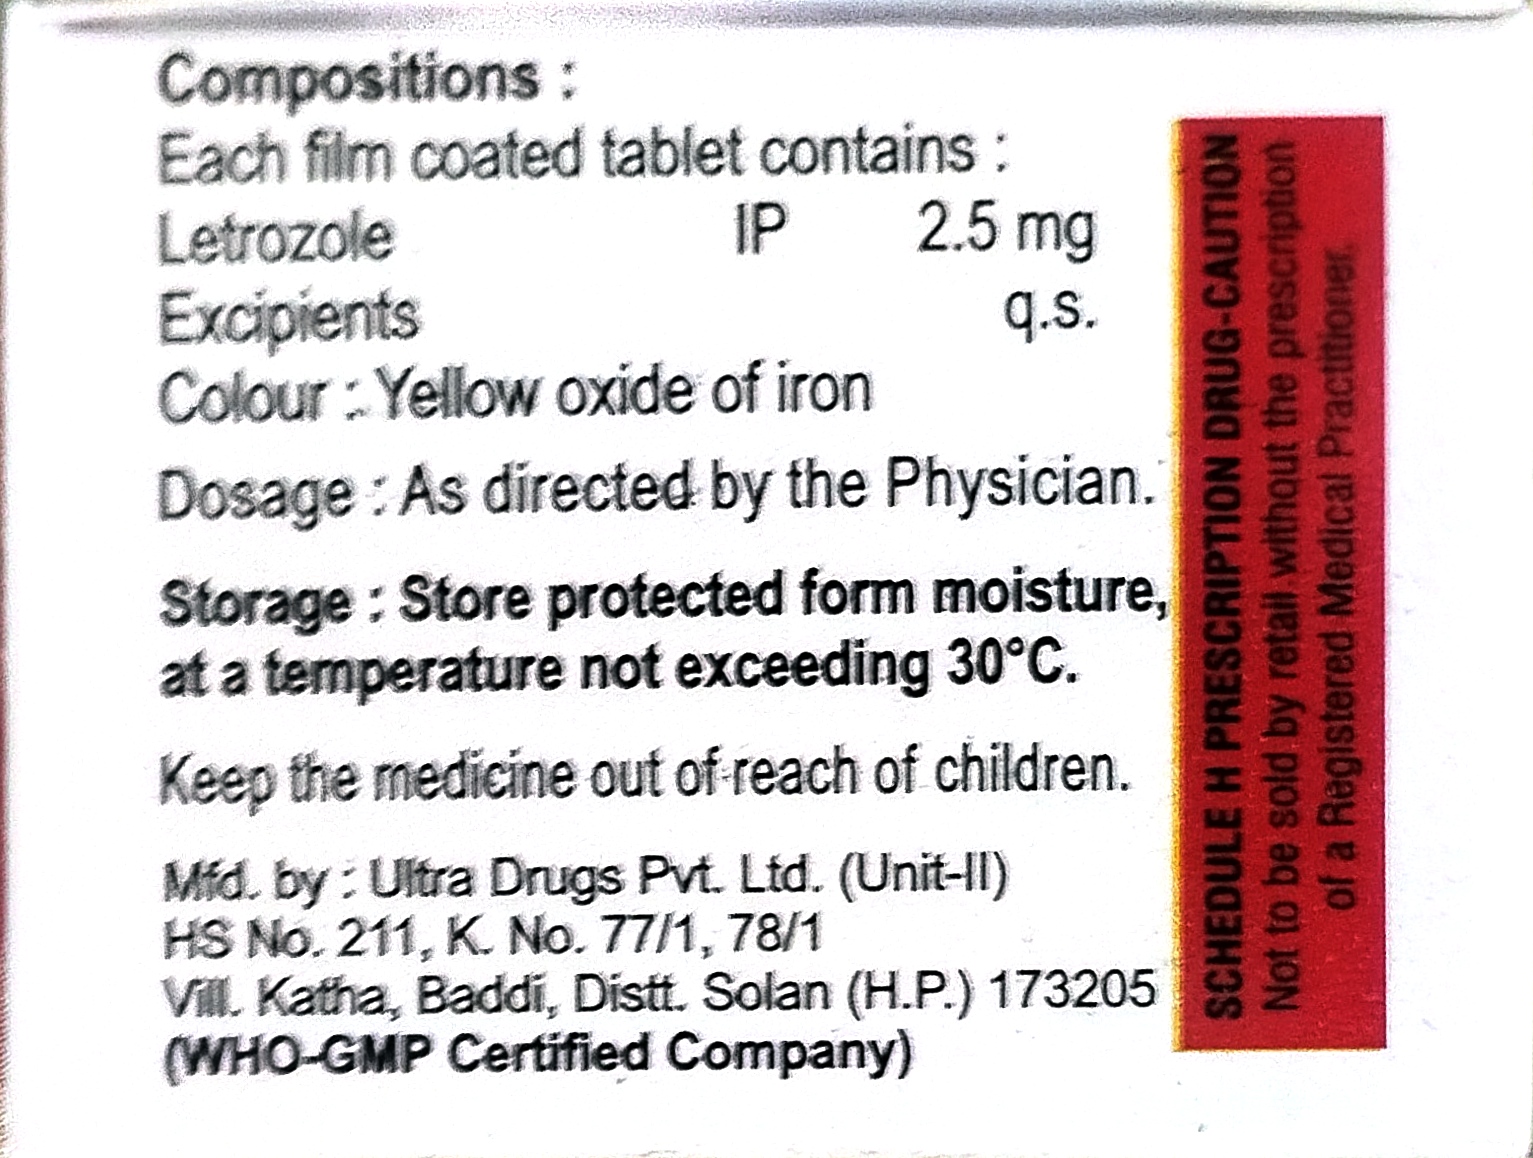 Compositions :
Each film coated tablet contains :
Letrozole IP 2.5 mg
Excipients q.s.
Colour : Yellow oxide of iron
Dosage : As directed by the Physician.
Storage : Store protected form moisture,
at a temperature not exceeding 30°C.
Keep the medicine out of reach of children.
Mfd. by : Ultra Drugs Pvt. Ltd. (Unit-II)
HS No. 211, K. No. 77/1, 78/1
Vill. Katha, Baddi, Distt. Solan (H.P.) 173205
(WHO-GMP Certified Company)
SCHEDULE H PRESCRIPTION DRUG-CAUTION
Not to be sold by retail without the prescription
of a Registered Medical Practitioner.